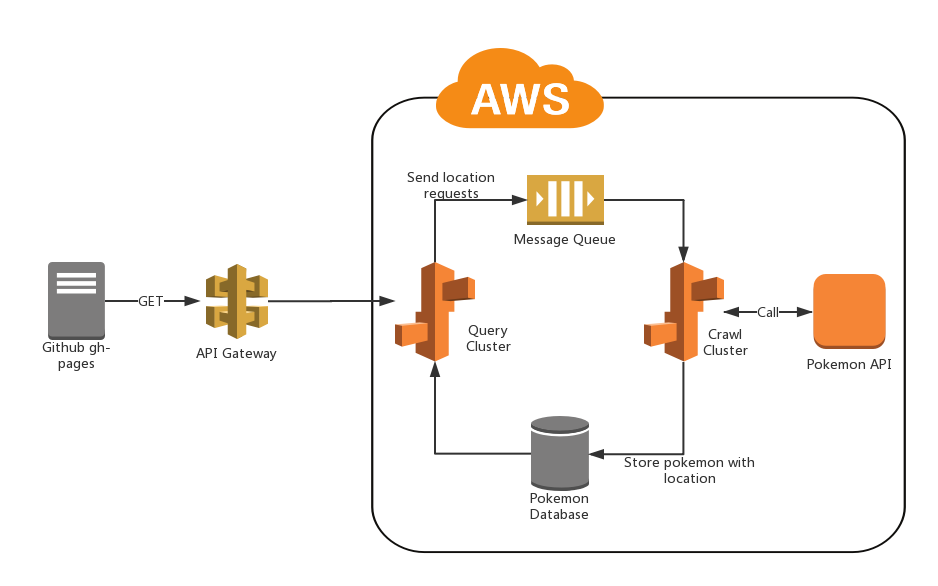 AWS
Send location
requests
Message Queue
GET
Github gh-
pages
API Gateway
Query
Cluster
Crawl
Cluster
Call
Pokemon API
Store pokemon with
location
Pokemon
Database